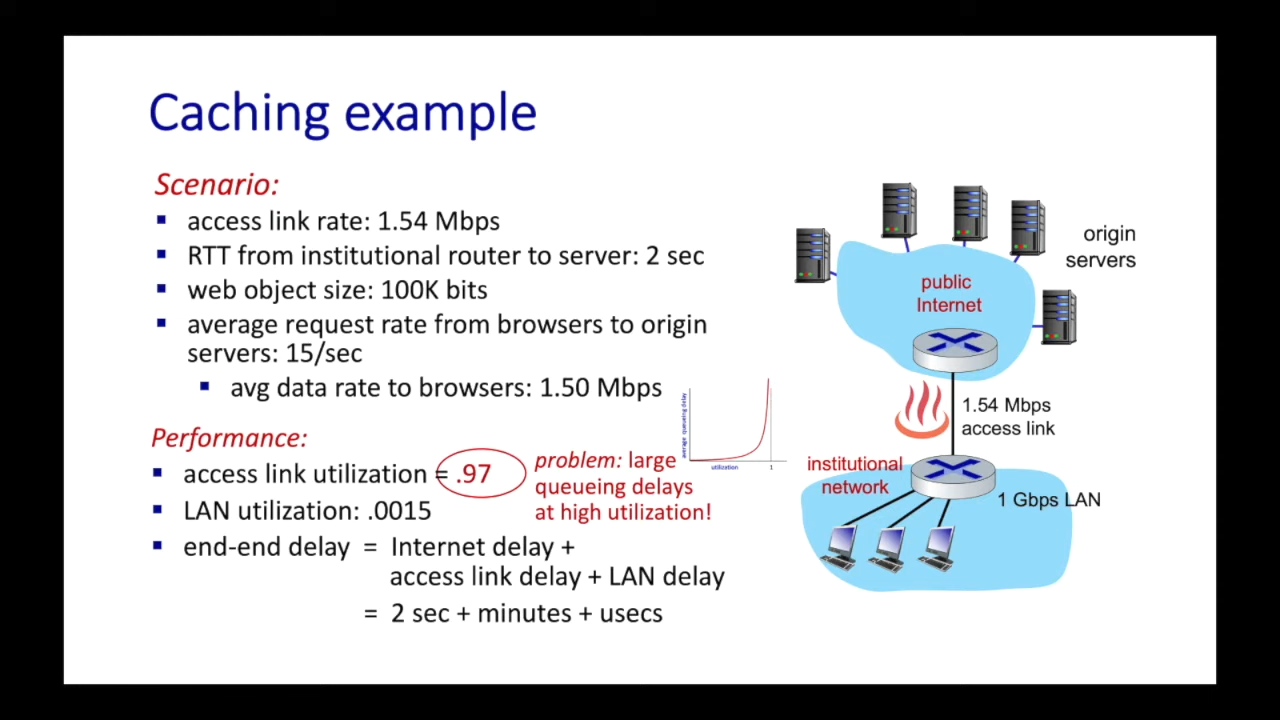 Caching example
Scenario:
▪ access link rate: 1.54 Mbps
▪ RTT from institutional router to server: 2 sec
▪ web object size: 100K bits
▪ average request rate from browsers to origin
servers: 15/sec
▪ avg data rate to browsers: 1.50 Mbps
Performance:
▪ access link utilization = .97
▪ LAN utilization: .0015
▪ end-end delay = Internet delay +
access link delay + LAN delay
= 2 sec + minutes + usecs
problem: large
queueing delays
at high utilization!
average queueing delay
utilization
1
origin
servers
public
Internet
1.54 Mbps
access link
institutional
network
1 Gbps LAN